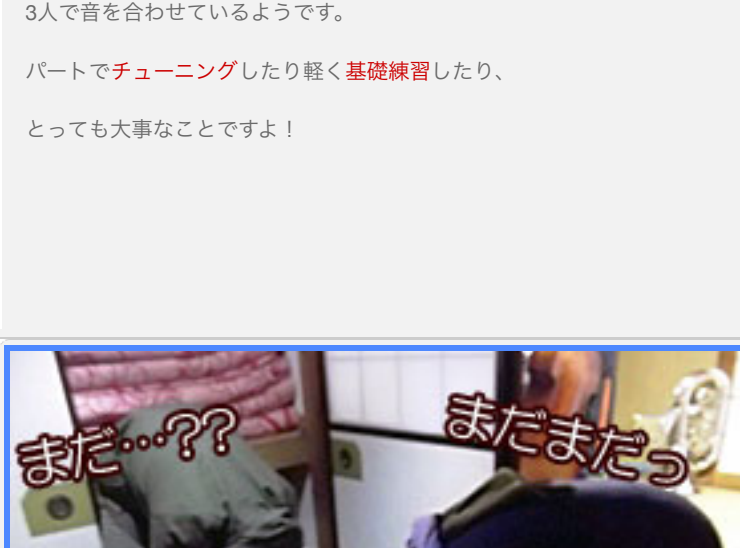 3人で音を合わせているようです。
パートでチューニングしたり軽く基礎練習したり、
とっても大事なことですよ！
まだ…??
まだまだっ